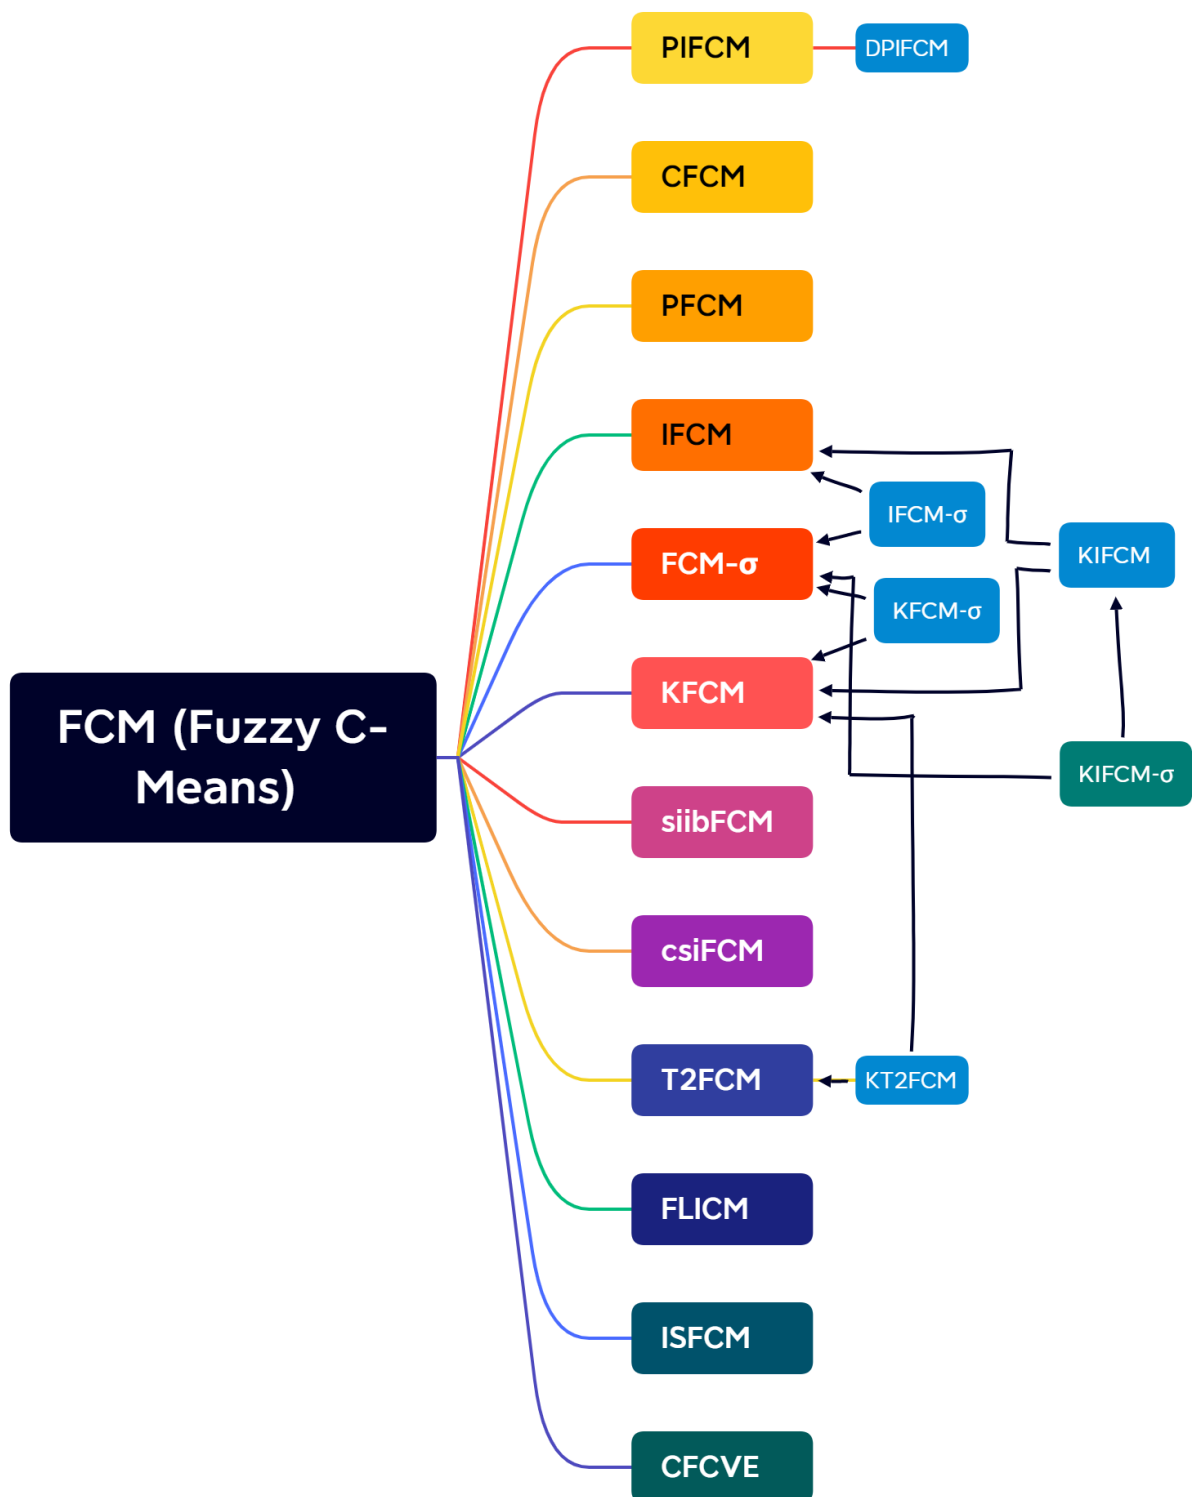 PIFCM
DPIFCM
CFCM
PFCM
IFCM
IFCM-σ
FCM-σ
KIFCM
KFCM-σ
KFCM
FCM (Fuzzy C-
Means)
KIFCM-σ
siibFCM
csiFCM
T2FCM
KT2FCM
FLICM
ISFCM
CFCVE